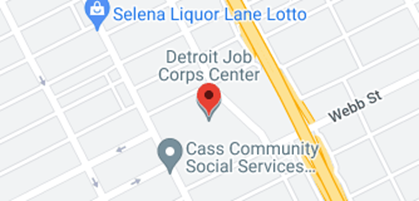 Selena Liquor Lane Lotto
Detroit Job
Corps Center
Webb St
Cass Community
Social Services...